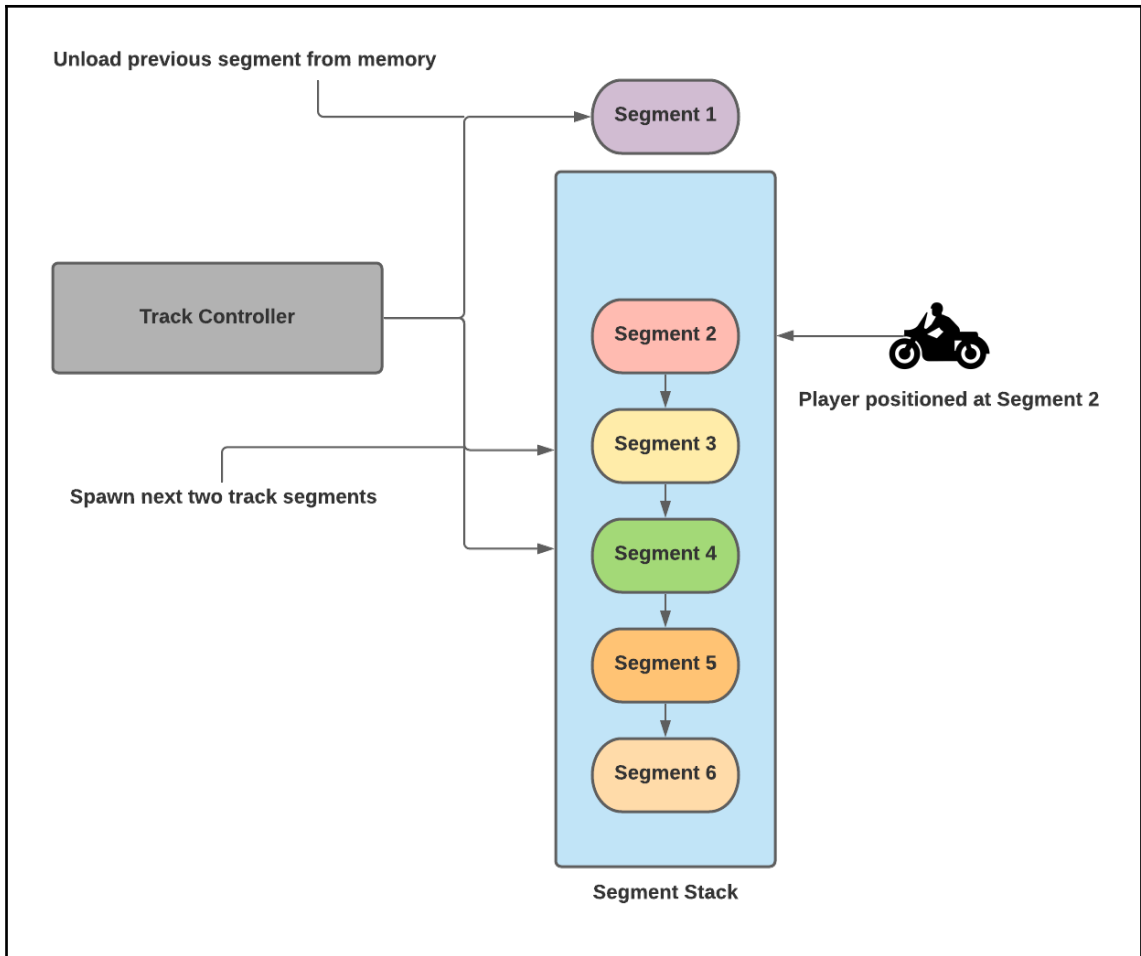 Unload previous segment from memory
Segment 1
Track Controller
Segment 2
Player positioned at Segment 2
Segment 3
Spawn next two track segments
Segment 4
Segment 5
Segment 6
Segment Stack